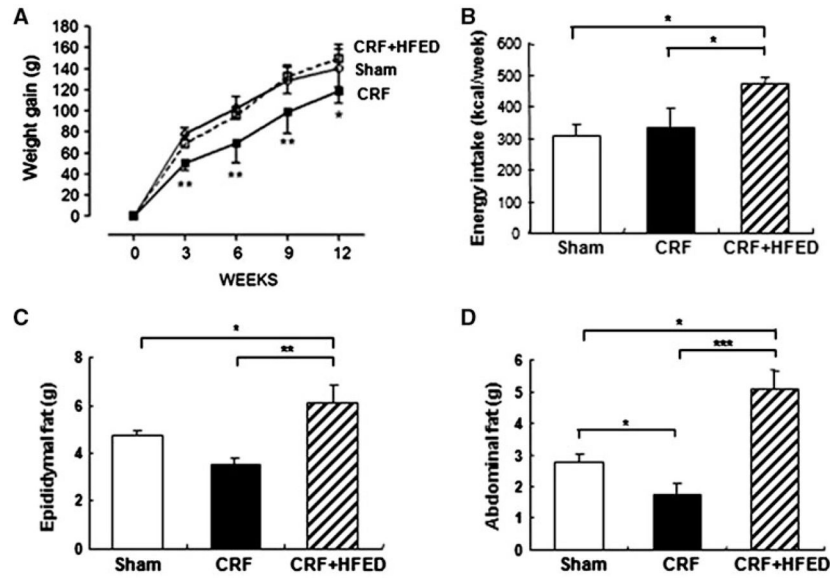 A
Weight gain (g)
180
160
140
120
100
80
60
40
20
0
CRF+HFED
Sham
CRF
**
**
**
*
0 3 6 9 12
WEEKS
B
Energy intake (kcal/week)
600
500
400
300
200
100
0
*
*
Sham CRF CRF+HFED
C
Epididymal fat (g)
8
6
4
2
0
*
**
Sham CRF CRF+HFED
D
Abdominal fat (g)
6
5
4
3
2
1
0
*
***
*
Sham CRF CRF+HFED